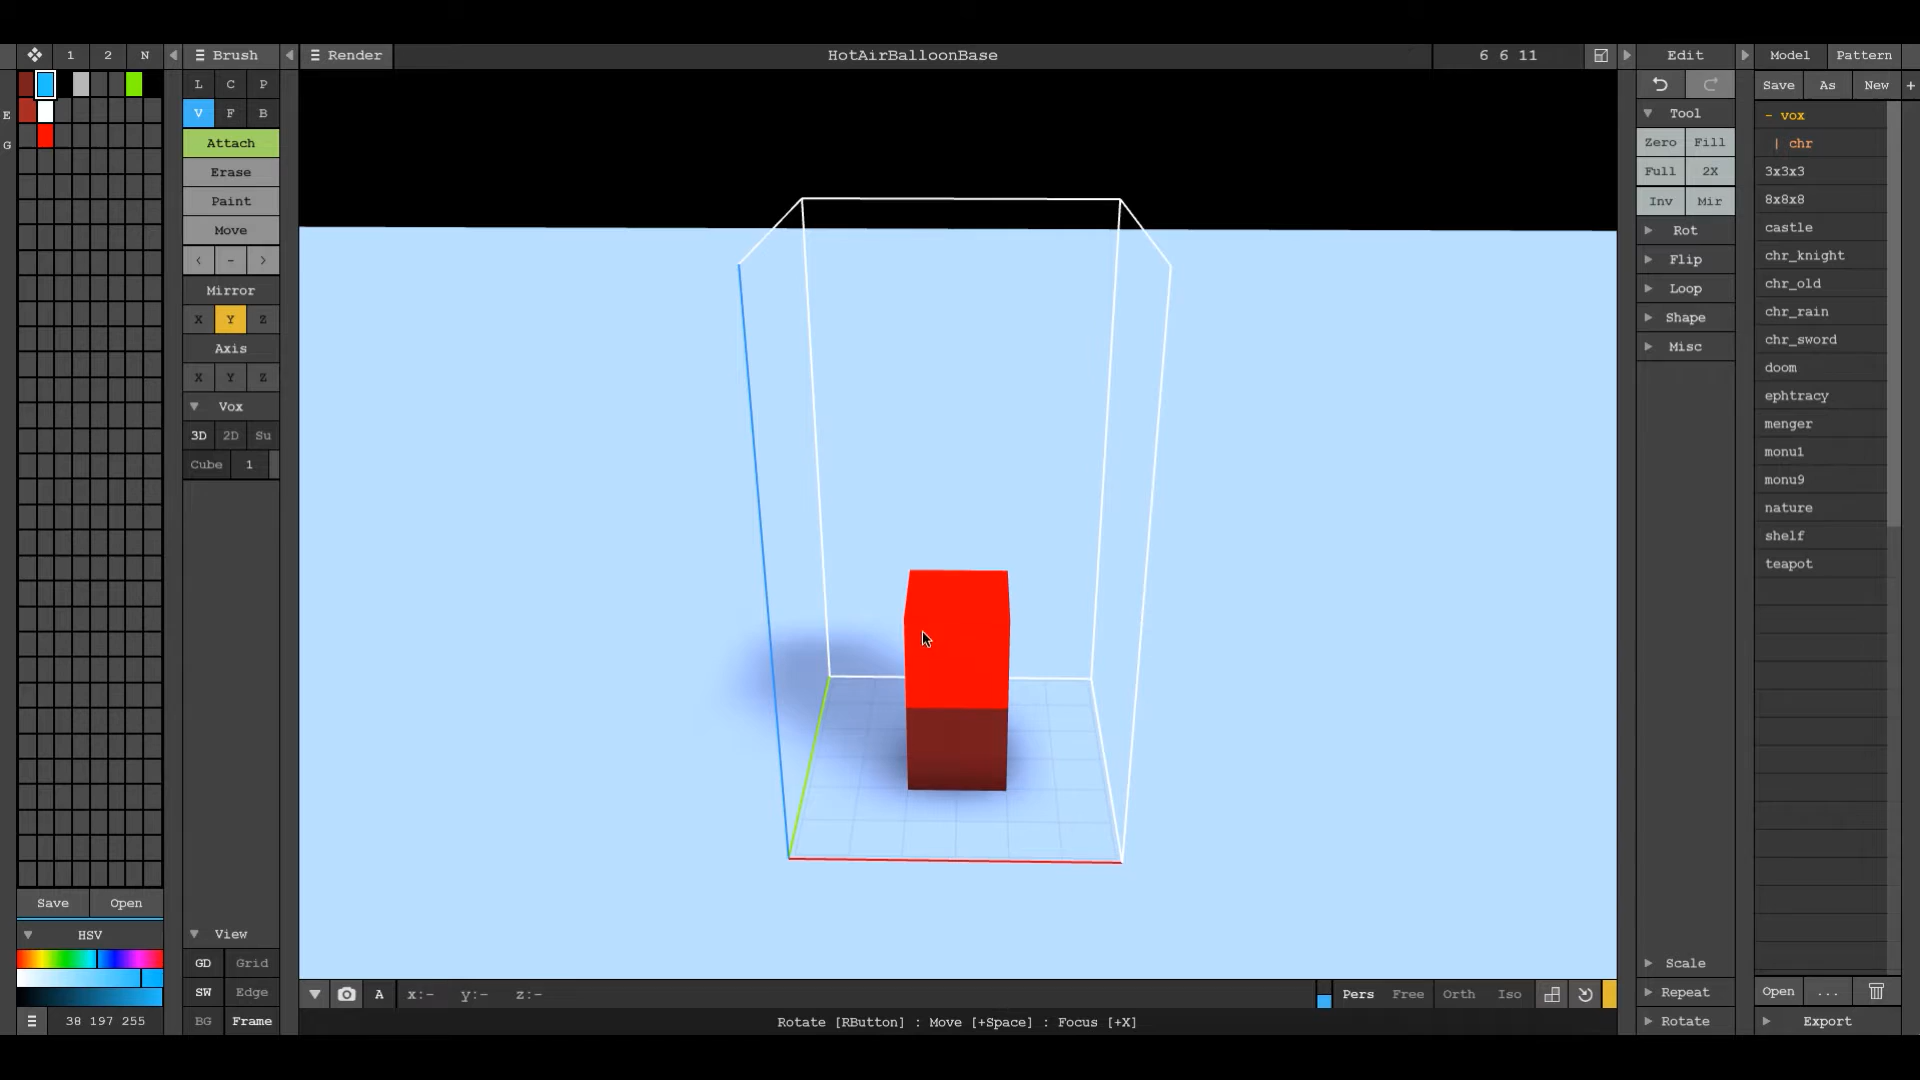 1 2 N Brush Render HotAirBalloonBase 6 6 11 Edit Model Pattern
L C P Save As New +
E V F B Tool - vox
G Attach Zero Fill | chr
Erase Full 2X 3x3x3
Paint Inv Mir 8x8x8
Move Rot castle
< - > Flip chr_knight
Mirror Loop chr_old
X Y Z Shape chr_rain
Axis Misc chr_sword
X Y Z doom
Vox ephtracy
3D 2D Su menger
Cube 1 monu1
monu9
nature
shelf
teapot
Save Open
HSV View
GD Grid Scale
SW Edge A x:- y:- z:- Pers Free Orth Iso Repeat Open ...
38 197 255 BG Frame Rotate [RButton] : Move [+Space] : Focus [+X] Rotate Export